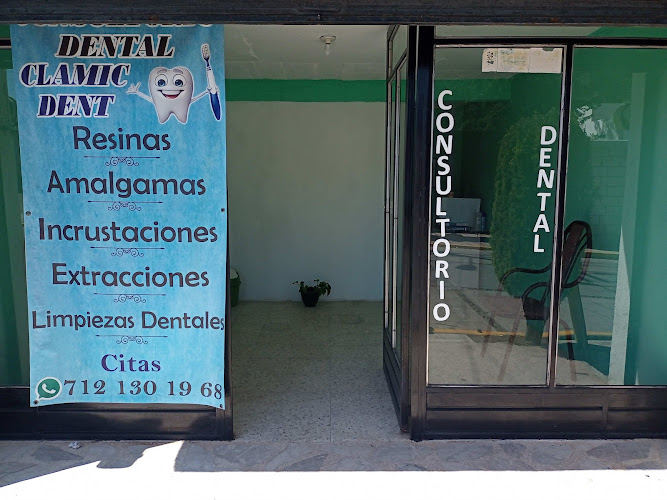 DENTAL
CLAMIC
DENT
Resinas
Amalgamas
Incrustaciones
Extracciones
Limpiezas Dentales
Citas
712 130 19 68
CONSULTORIO
DENTAL